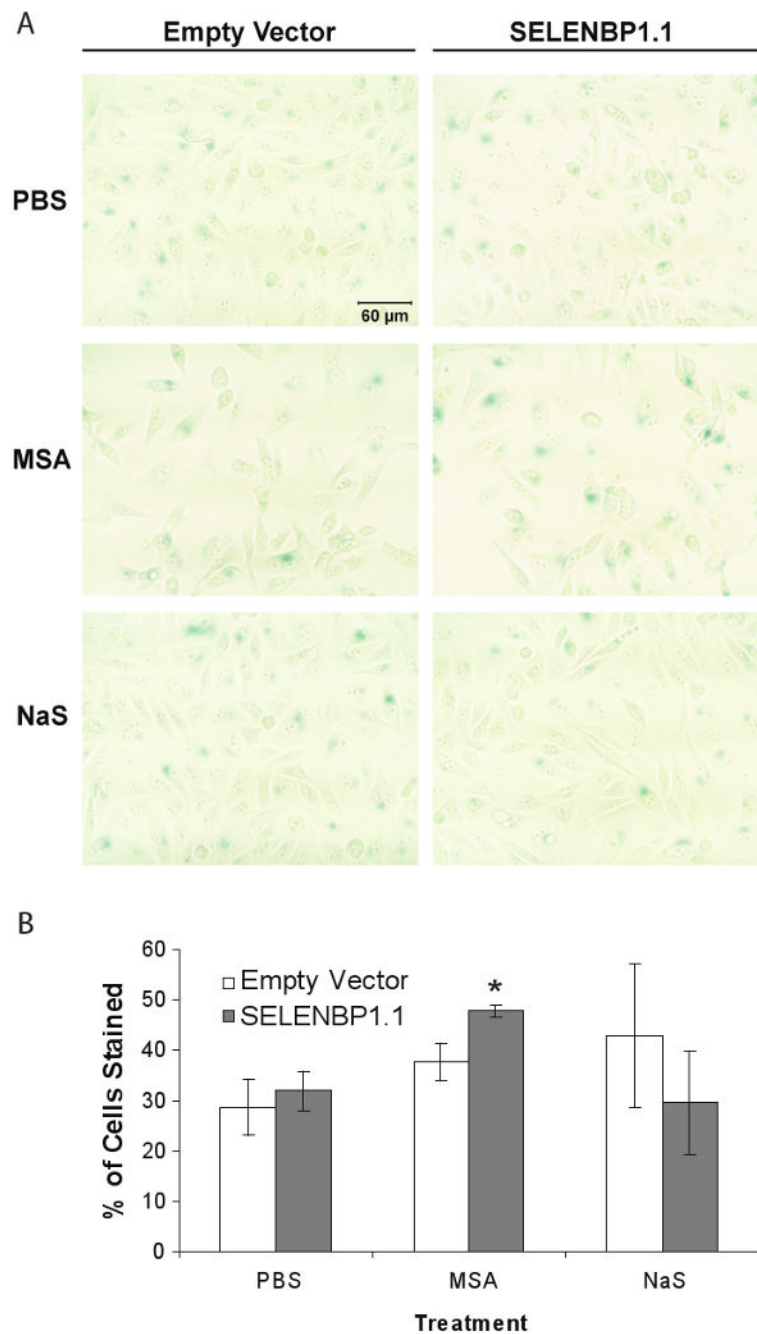 A
Empty Vector SELENBP1.1
PBS
60 µm
MSA
NaS
B
60
50
40
30
20
10
0
% of Cells Stained
Empty Vector
SELENBP1.1
*
PBS MSA NaS
Treatment